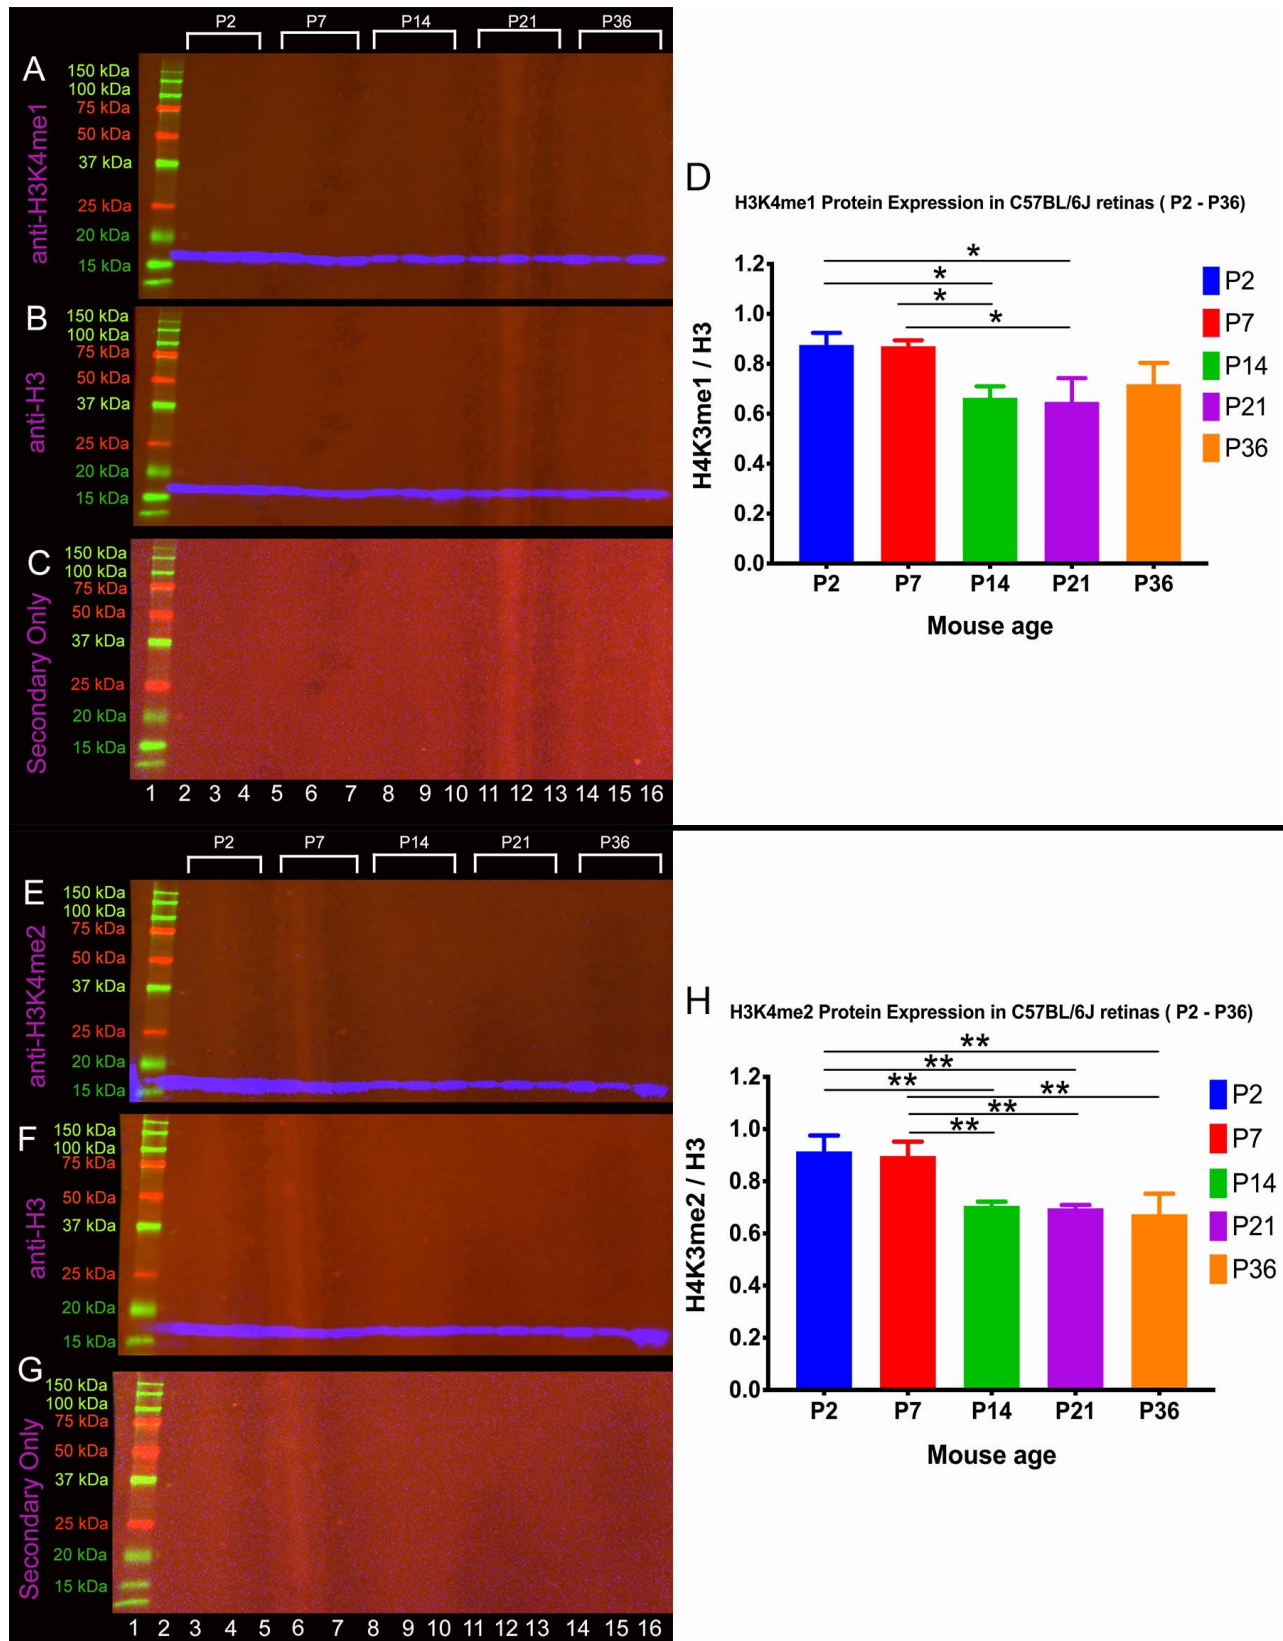 P2 P7 P14 P21 P36
A
anti-H3K4me1
150 kDa
100 kDa
75 kDa
50 kDa
37 kDa
25 kDa
20 kDa
15 kDa
B
anti-H3
150 kDa
100 kDa
75 kDa
50 kDa
37 kDa
25 kDa
20 kDa
15 kDa
C
Secondary Only
150 kDa
100 kDa
75 kDa
50 kDa
37 kDa
25 kDa
20 kDa
15 kDa
1 2 3 4 5 6 7 8 9 10 11 12 13 14 15 16
D
H3K4me1 Protein Expression in C57BL/6J retinas ( P2 - P36)
*
*
*
*
H4K3me1 / H3
1.2
1.0
0.8
0.6
0.4
0.2
0.0
P2 P7 P14 P21 P36
Mouse age
P2
P7
P14
P21
P36
P2 P7 P14 P21 P36
E
anti-H3K4me2
150 kDa
100 kDa
75 kDa
50 kDa
37 kDa
25 kDa
20 kDa
15 kDa
F
anti-H3
150 kDa
100 kDa
75 kDa
50 kDa
37 kDa
25 kDa
20 kDa
15 kDa
G
Secondary Only
150 kDa
100 kDa
75 kDa
50 kDa
37 kDa
25 kDa
20 kDa
15 kDa
1 2 3 4 5 6 7 8 9 10 11 12 13 14 15 16
H
H3K4me2 Protein Expression in C57BL/6J retinas ( P2 - P36)
**
**
** **
**
**
H4K3me2 / H3
1.2
1.0
0.8
0.6
0.4
0.2
0.0
P2 P7 P14 P21 P36
Mouse age
P2
P7
P14
P21
P36